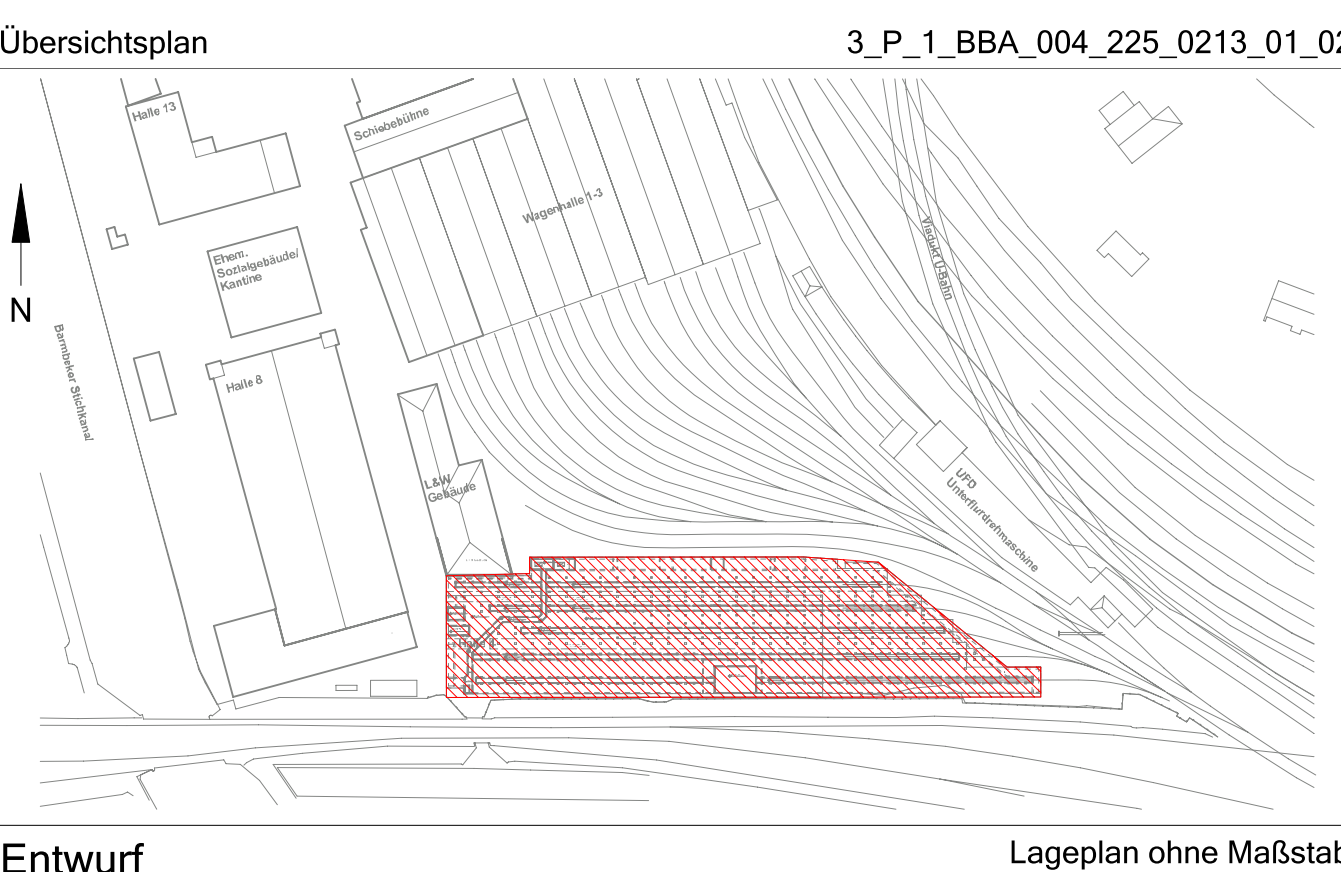 Übersichtsplan
3_P_1_BBA_004_225_0213_01_02
Halle 13
Schiebebühne
Wagenhalle 1-3
Viadukt U-Bahn
Ehem.
Sozialgebäude/
Kantine
N
Barmbeker Stichkanal
Halle 8
L&W
Gebäude
UFD
Unterflurdrehmaschine
Entwurf
Lageplan ohne Maßstab